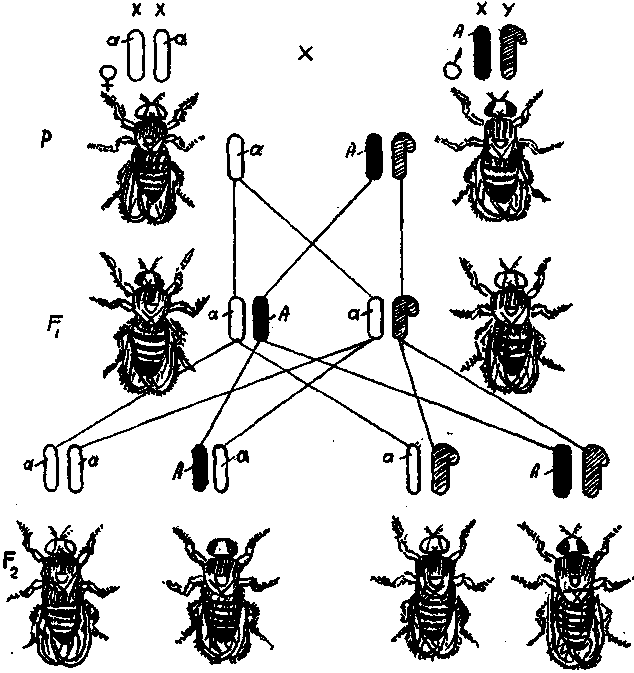 X X X Y
a a × A
♀ ♂
P a A
F₁ a A a
a a A a a A
F₂